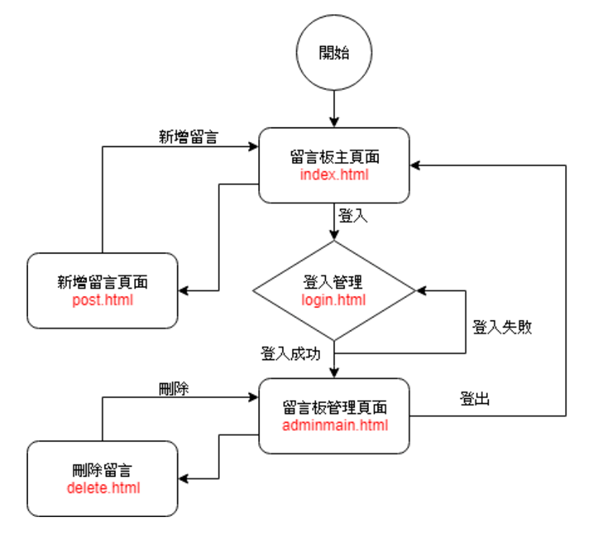 開始
新增留言
留言板主頁面
index.html
登入
新增留言頁面
post.html
登入管理
login.html
登入失敗
登入成功
刪除
留言板管理頁面
adminmain.html
登出
刪除留言
delete.html